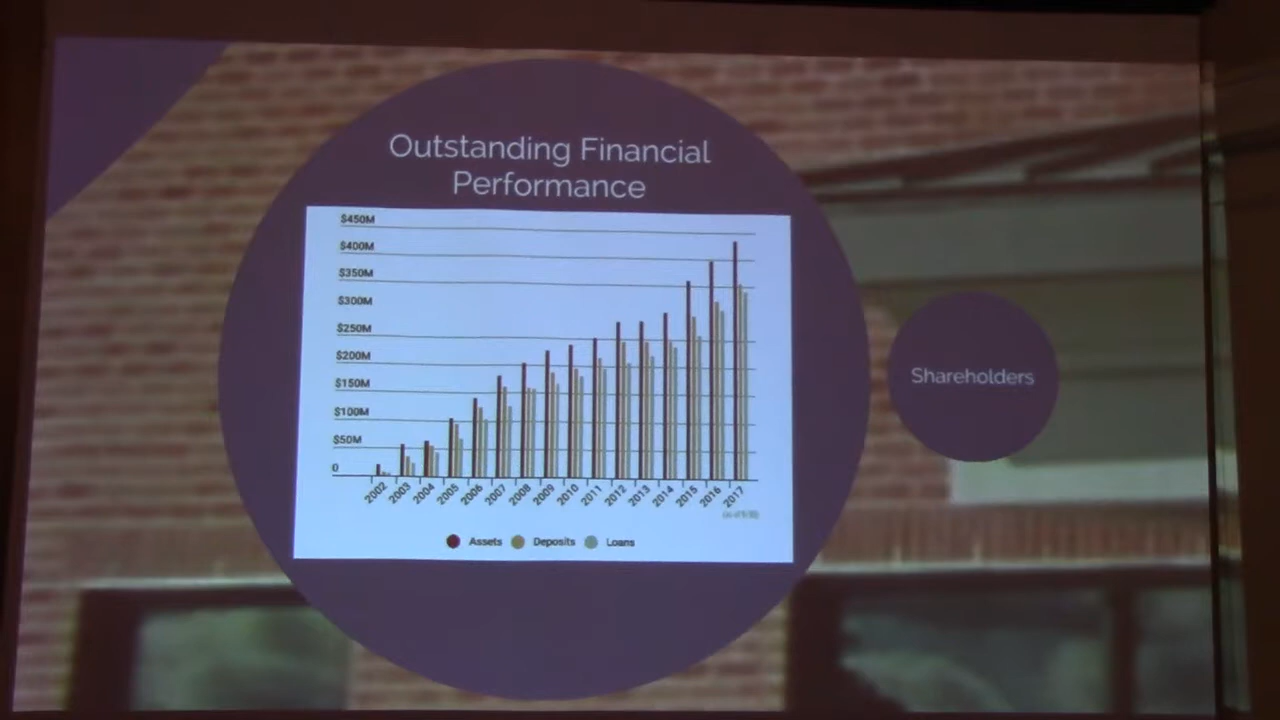 Outstanding Financial
Performance
$450M
$400M
$350M
$300M
$250M
$200M
$150M
$100M
$50M
0
2002 2003 2004 2005 2006 2007 2008 2009 2010 2011 2012 2013 2014 2015 2016 2017
Assets Deposits Loans
Shareholders